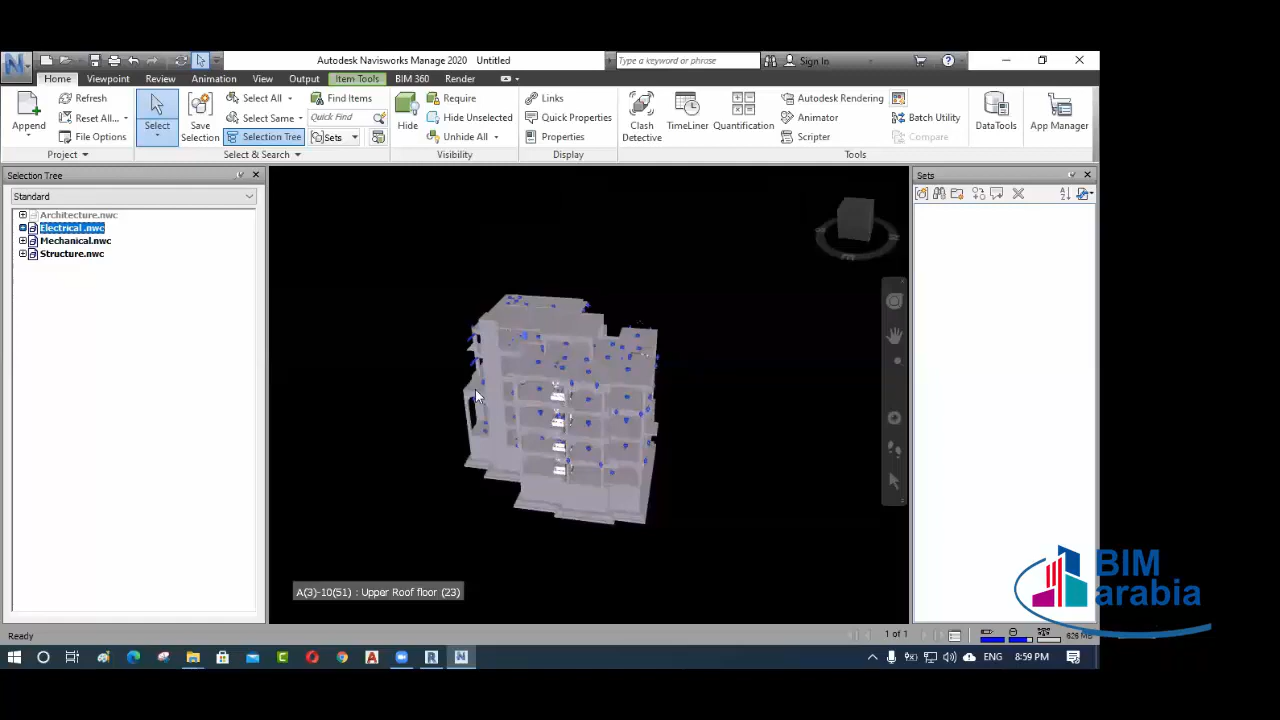 Autodesk Navisworks Manage 2020 Untitled
Type a keyword or phrase
Sign In
Home Viewpoint Review Animation View Output Item Tools BIM 360 Render
Append
Refresh
Reset All...
File Options
Project
Select
Save Selection
Select All
Select Same
Selection Tree
Find Items
Quick Find
Sets
Select & Search
Hide
Require
Hide Unselected
Unhide All
Visibility
Links
Quick Properties
Properties
Display
Clash Detective
TimeLiner
Quantification
Autodesk Rendering
Animator
Scripter
Batch Utility
Compare
Tools
DataTools
App Manager
Selection Tree
Standard
Architecture.nwc
Electrical .nwc
Mechanical.nwc
Structure.nwc
Sets
A(3)-10(51) : Upper Roof floor (23)
BIM
arabia
Ready
1 of 1
626 MB
ENG
8:59 PM